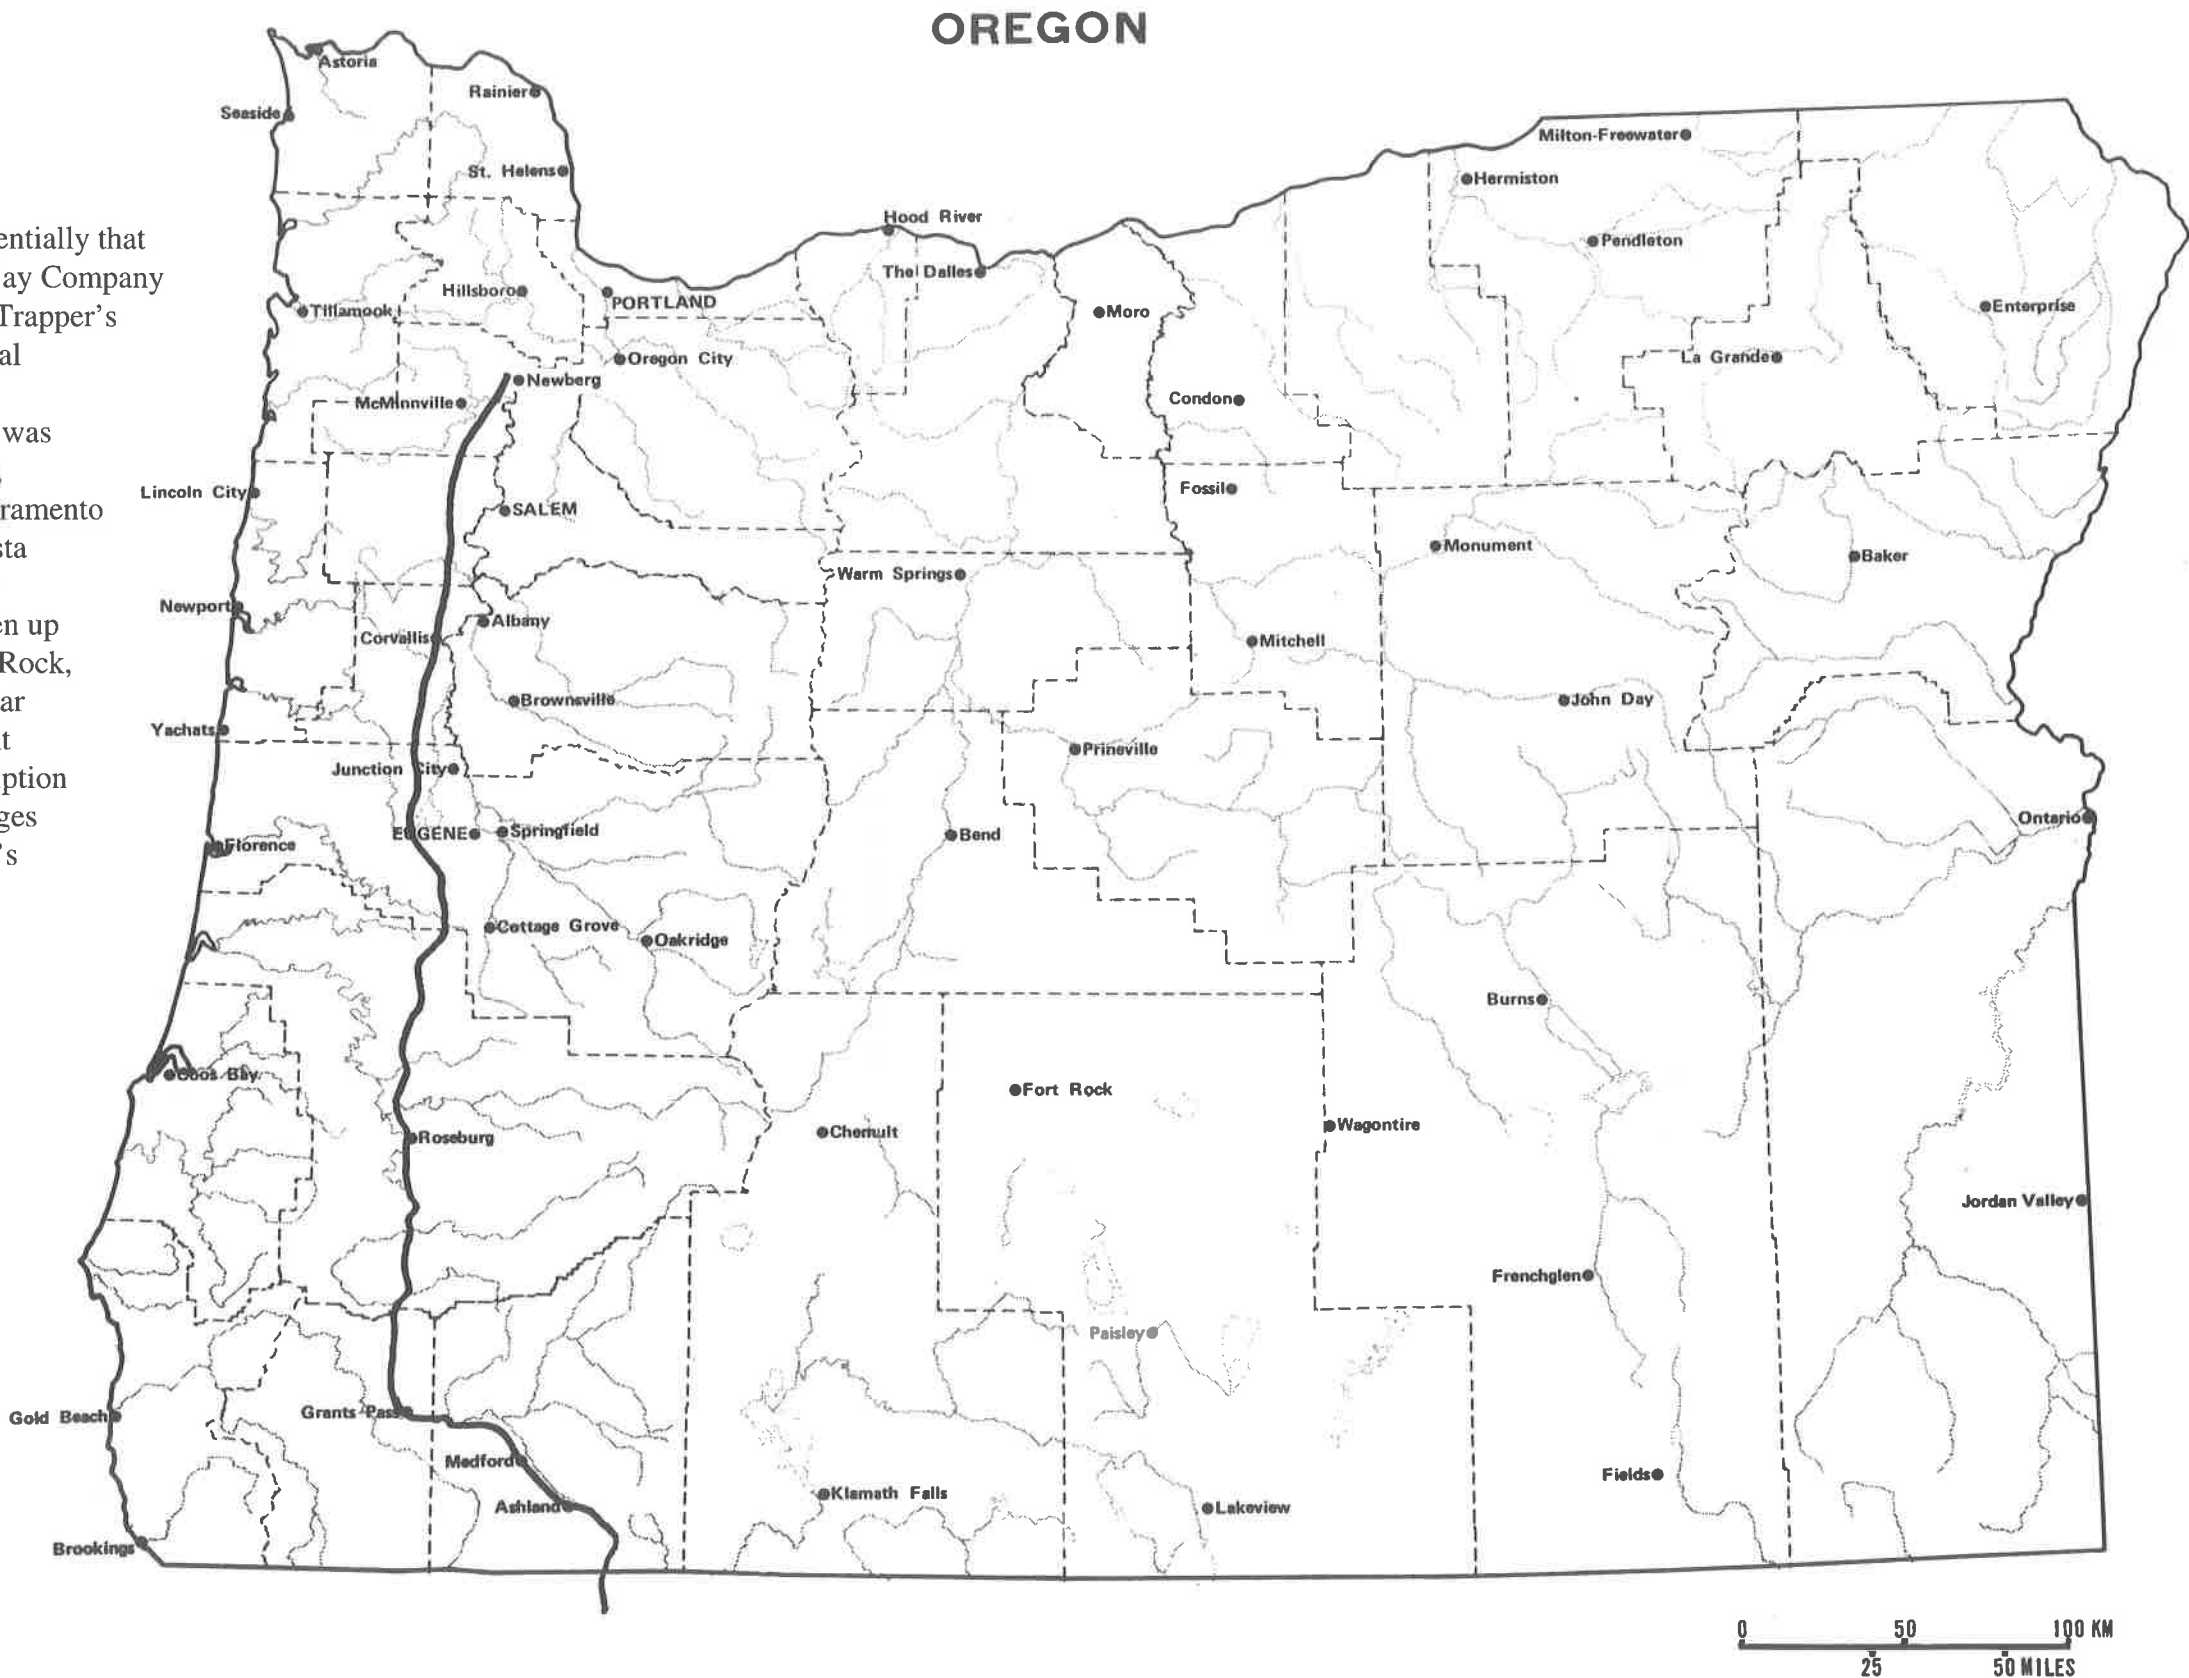 OREGON
entially that
ay Company
Trapper's
al
was
ramento
sta
en up
Rock,
ar
ption
ges
's
Astoria
Rainier
Seaside
St. Helens
Milton-Freewater
Hermiston
Hood River
Pendleton
The Dalles
Hillsboro
PORTLAND
Tillamook
Moro
Enterprise
Oregon City
La Grande
Newberg
McMinnville
Condon
Lincoln City
Fossil
SALEM
Monument
Baker
Warm Springs
Newport
Albany
Corvallis
Mitchell
Brownsville
John Day
Yachats
Prineville
Junction City
Ontario
EUGENE
Springfield
Bend
Florence
Cottage Grove
Oakridge
Burns
Coos Bay
Fort Rock
Chemult
Wagontire
Roseburg
Jordan Valley
Frenchglen
Paisley
Gold Beach
Grants Pass
Medford
Fields
Klamath Falls
Ashland
Lakeview
Brookings
0 50 100 KM
25 50 MILES